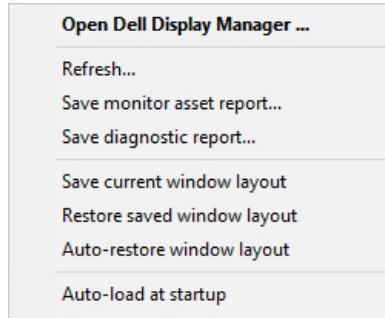 Open Dell Display Manager ...
Refresh...
Save monitor asset report...
Save diagnostic report...
Save current window layout
Restore saved window layout
Auto-restore window layout
Auto-load at startup